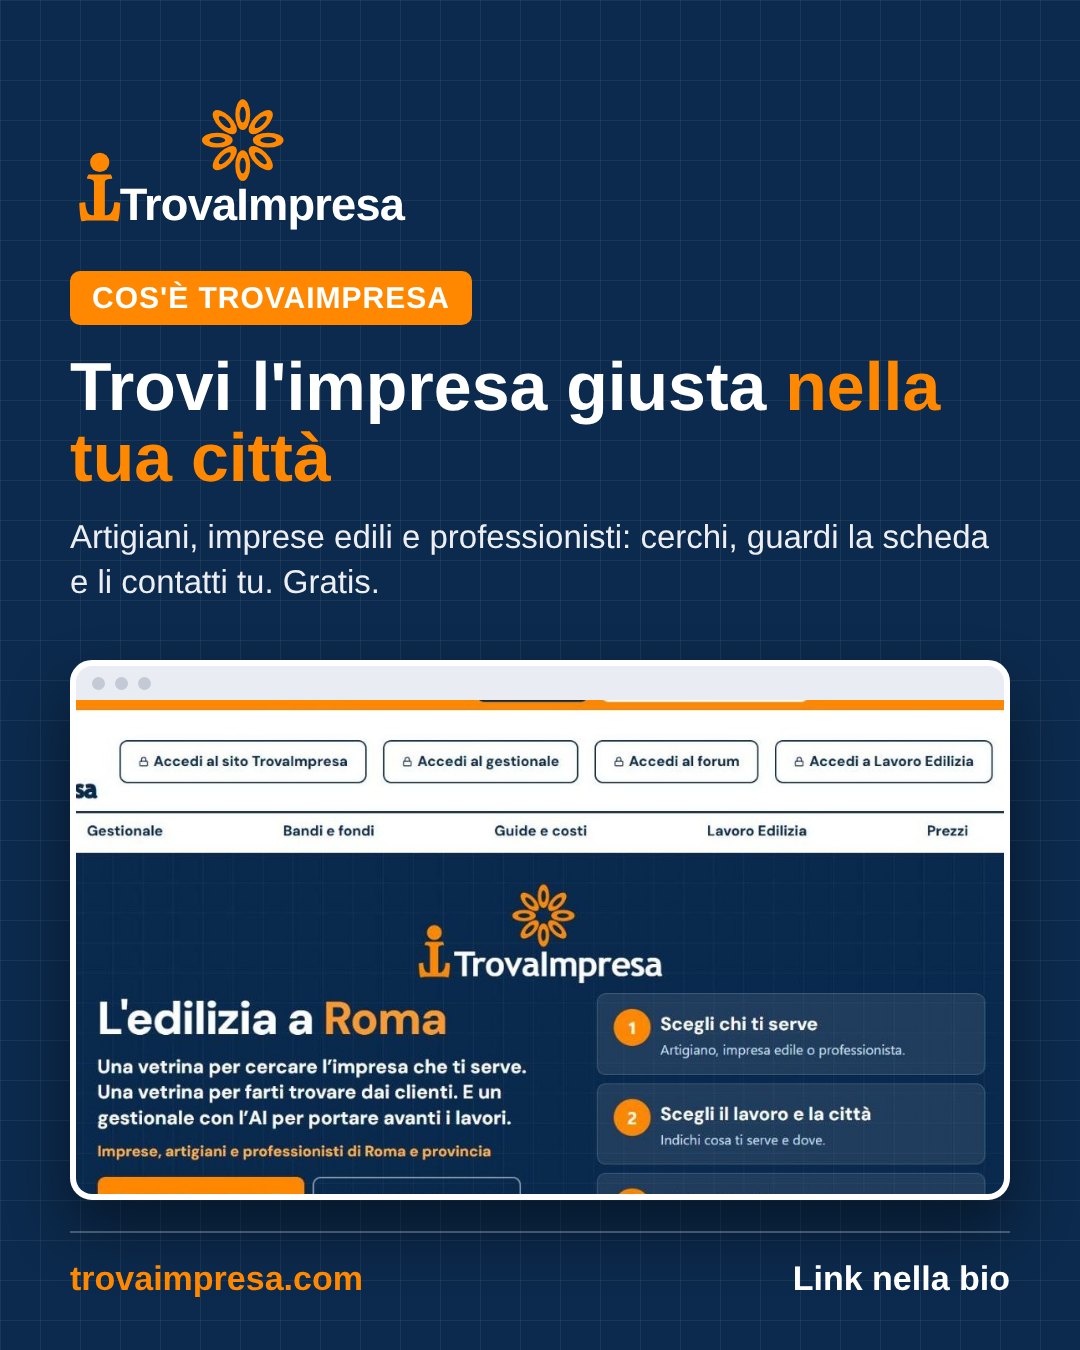 TrovaImpresa
COS'È TROVAIMPRESA
Trovi l'impresa giusta nella
tua città
Artigiani, imprese edili e professionisti: cerchi, guardi la scheda
e li contatti tu. Gratis.
Accedi al sito TrovaImpresa
Accedi al gestionale
Accedi al forum
Accedi a Lavoro Edilizia
sa
Gestionale
Bandi e fondi
Guide e costi
Lavoro Edilizia
Prezzi
TrovaImpresa
L'edilizia a Roma
Una vetrina per cercare l’impresa che ti serve.
Una vetrina per farti trovare dai clienti. E un
gestionale con l’AI per portare avanti i lavori.
Imprese, artigiani e professionisti di Roma e provincia
1
Scegli chi ti serve
Artigiano, impresa edile o professionista.
2
Scegli il lavoro e la città
Indichi cosa ti serve e dove.
trovaimpresa.com
Link nella bio